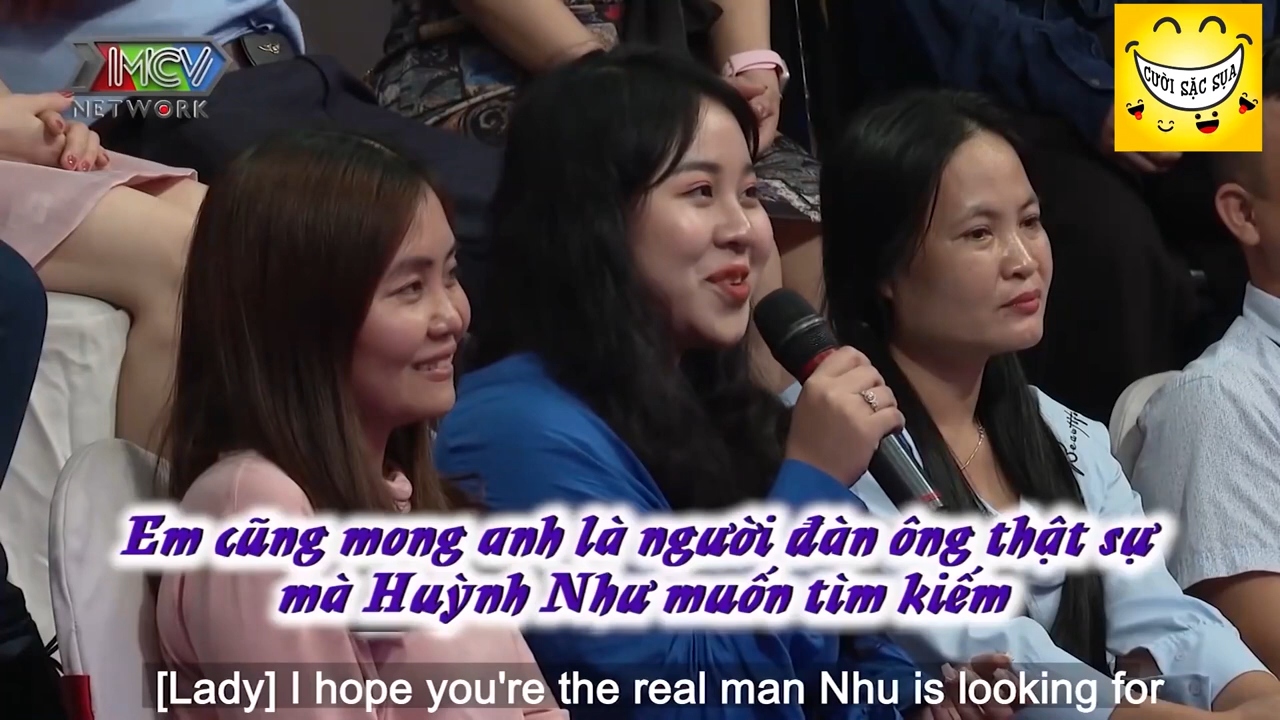 MCV
NETWORK
CƯỜI SẶC SỤA
Em cũng mong anh là người đàn ông thật sự
mà Huỳnh Như muốn tìm kiếm
[Lady] I hope you're the real man Nhu is looking for